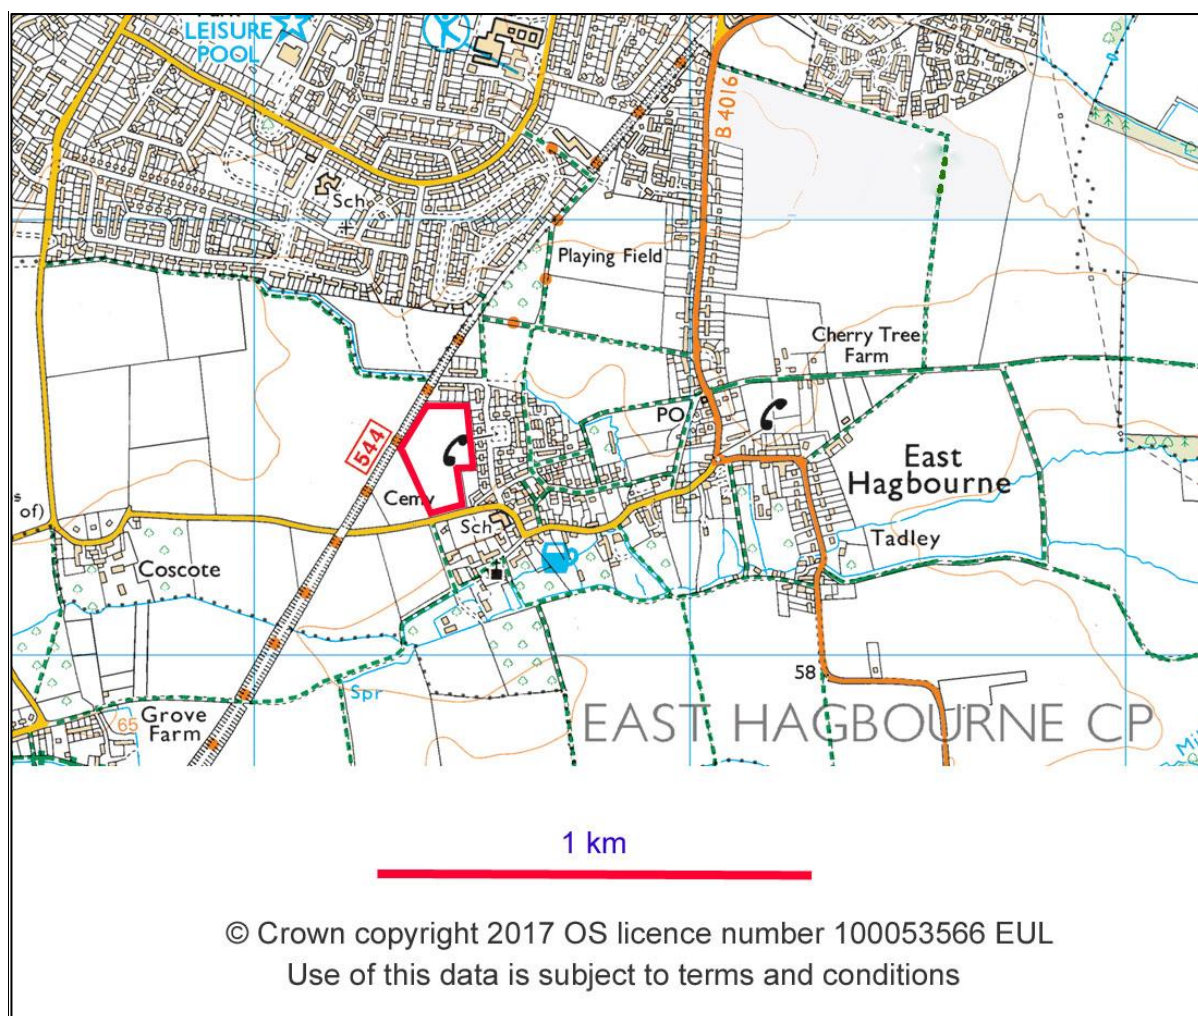 LEISURE
POOL
B 4016
Sch
Playing Field
Cherry Tree
Farm
PO
544
East
Hagbourne
Cemy
s
of)
Sch
Tadley
Coscote
58
Spr
Grove
Farm
65
EAST HAGBOURNE CP
1 km
© Crown copyright 2017 OS licence number 100053566 EUL
Use of this data is subject to terms and conditions